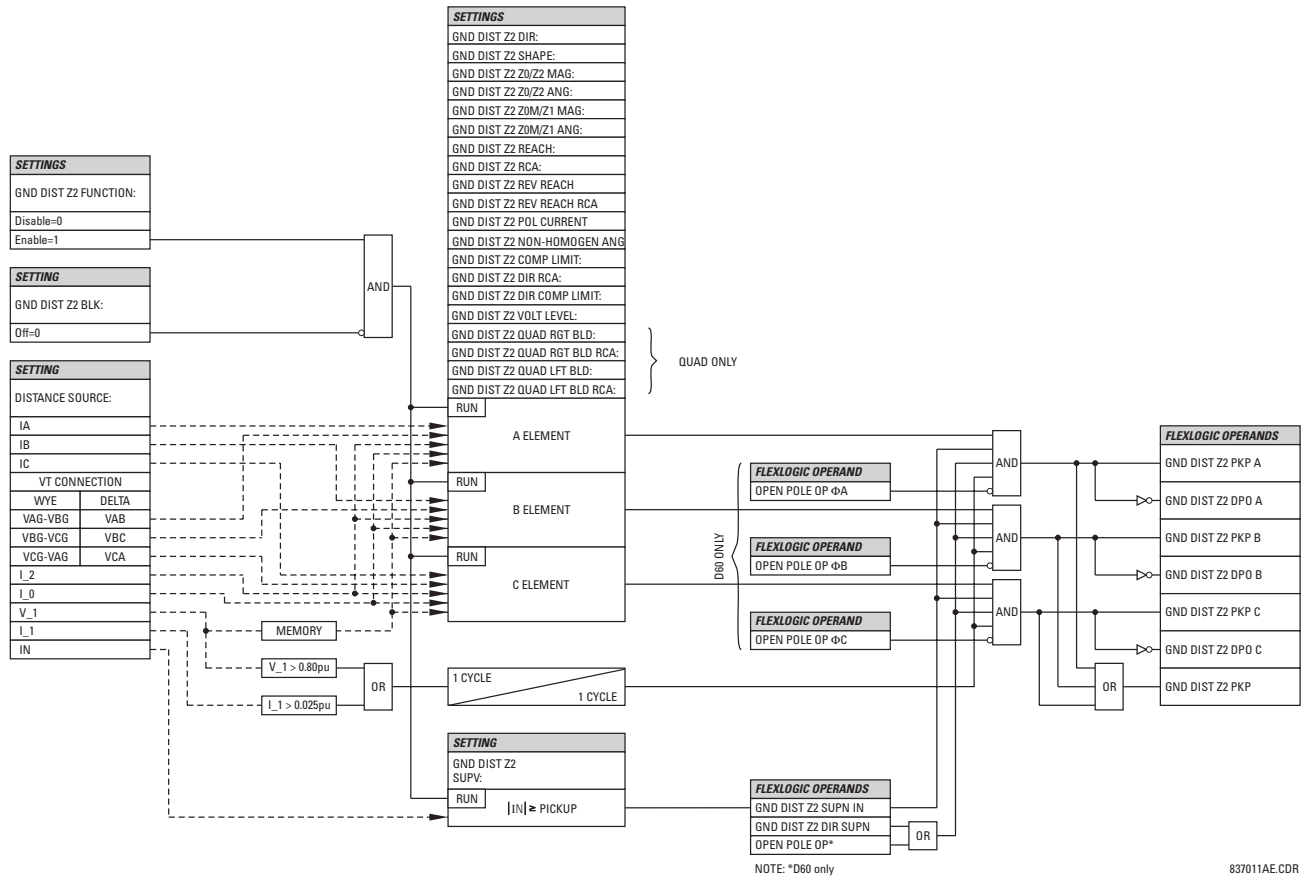 SETTINGS
GND DIST Z2 DIR:
GND DIST Z2 SHAPE:
GND DIST Z2 Z0/Z2 MAG:
GND DIST Z2 Z0/Z2 ANG:
GND DIST Z2 Z0M/Z1 MAG:
GND DIST Z2 Z0M/Z1 ANG:
GND DIST Z2 REACH:
GND DIST Z2 RCA:
GND DIST Z2 REV REACH
GND DIST Z2 REV REACH RCA
GND DIST Z2 POL CURRENT
GND DIST Z2 NON-HOMOGEN ANG
GND DIST Z2 COMP LIMIT:
GND DIST Z2 DIR RCA:
GND DIST Z2 DIR COMP LIMIT:
GND DIST Z2 VOLT LEVEL:
GND DIST Z2 QUAD RGT BLD:
GND DIST Z2 QUAD RGT BLD RCA:
GND DIST Z2 QUAD LFT BLD:
GND DIST Z2 QUAD LFT BLD RCA:
QUAD ONLY
SETTINGS
GND DIST Z2 FUNCTION:
Disable=0
Enable=1
SETTING
GND DIST Z2 BLK:
Off=0
AND
SETTING
DISTANCE SOURCE:
IA
IB
IC
VT CONNECTION
WYE DELTA
VAG-VBG VAB
VBG-VCG VBC
VCG-VAG VCA
I_2
I_0
V_1
I_1
IN
RUN
A ELEMENT
RUN
B ELEMENT
RUN
C ELEMENT
MEMORY
V_1 > 0.80pu
I_1 > 0.025pu
OR
1 CYCLE
1 CYCLE
SETTING
GND DIST Z2
SUPV:
RUN
|IN| ≥ PICKUP
D60 ONLY
FLEXLOGIC OPERAND
OPEN POLE OP ΦA
FLEXLOGIC OPERAND
OPEN POLE OP ΦB
FLEXLOGIC OPERAND
OPEN POLE OP ΦC
FLEXLOGIC OPERANDS
GND DIST Z2 SUPN IN
GND DIST Z2 DIR SUPN
OPEN POLE OP*
OR
NOTE: *D60 only
AND
AND
AND
OR
FLEXLOGIC OPERANDS
GND DIST Z2 PKP A
GND DIST Z2 DPO A
GND DIST Z2 PKP B
GND DIST Z2 DPO B
GND DIST Z2 PKP C
GND DIST Z2 DPO C
GND DIST Z2 PKP
837011AE.CDR